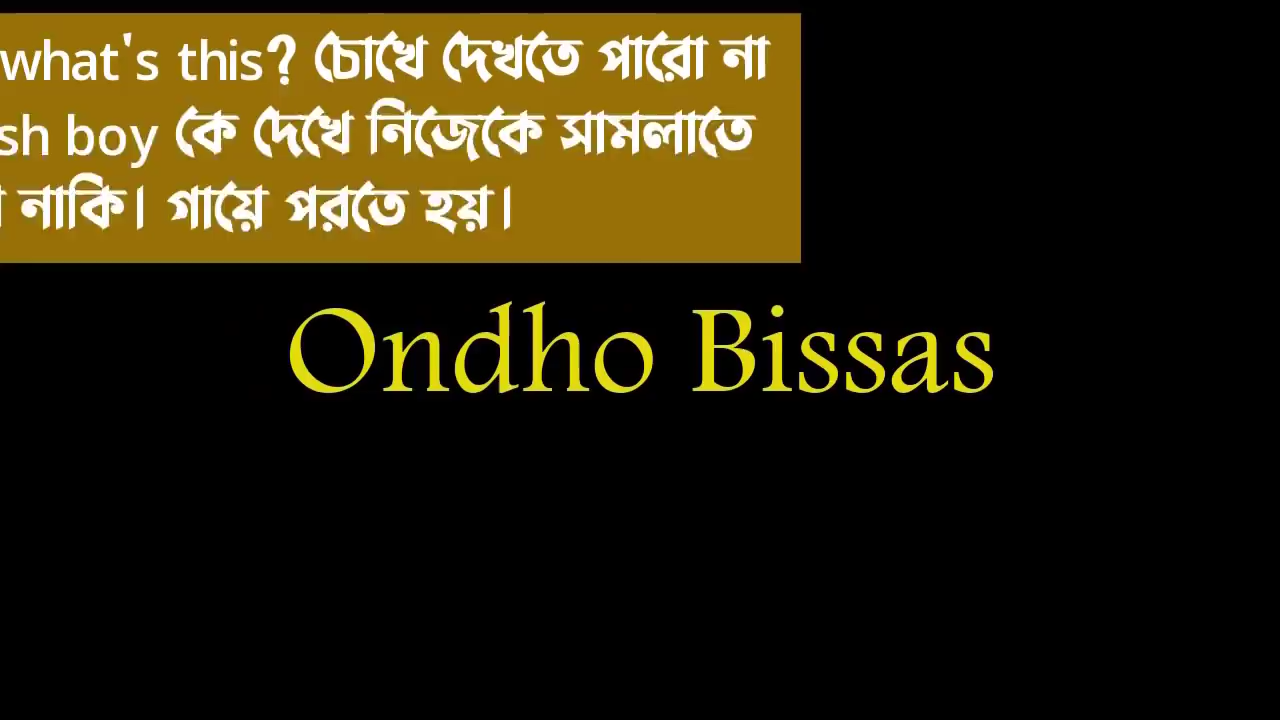 what's this? চোখে দেখতে পারো না
sh boy কে দেখে নিজেকে সামলাতে
নাকি। গায়ে পরতে হয়।
Ondho Bissas